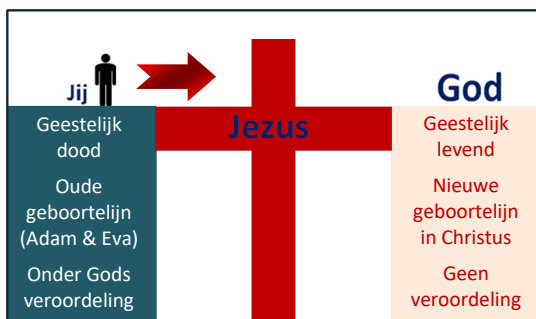 Jij
Geestelijk
dood
Oude
geboortelijn
(Adam & Eva)
Onder Gods
veroordeling
Jezus
God
Geestelijk
levend
Nieuwe
geboortelijn
in Christus
Geen
veroordeling